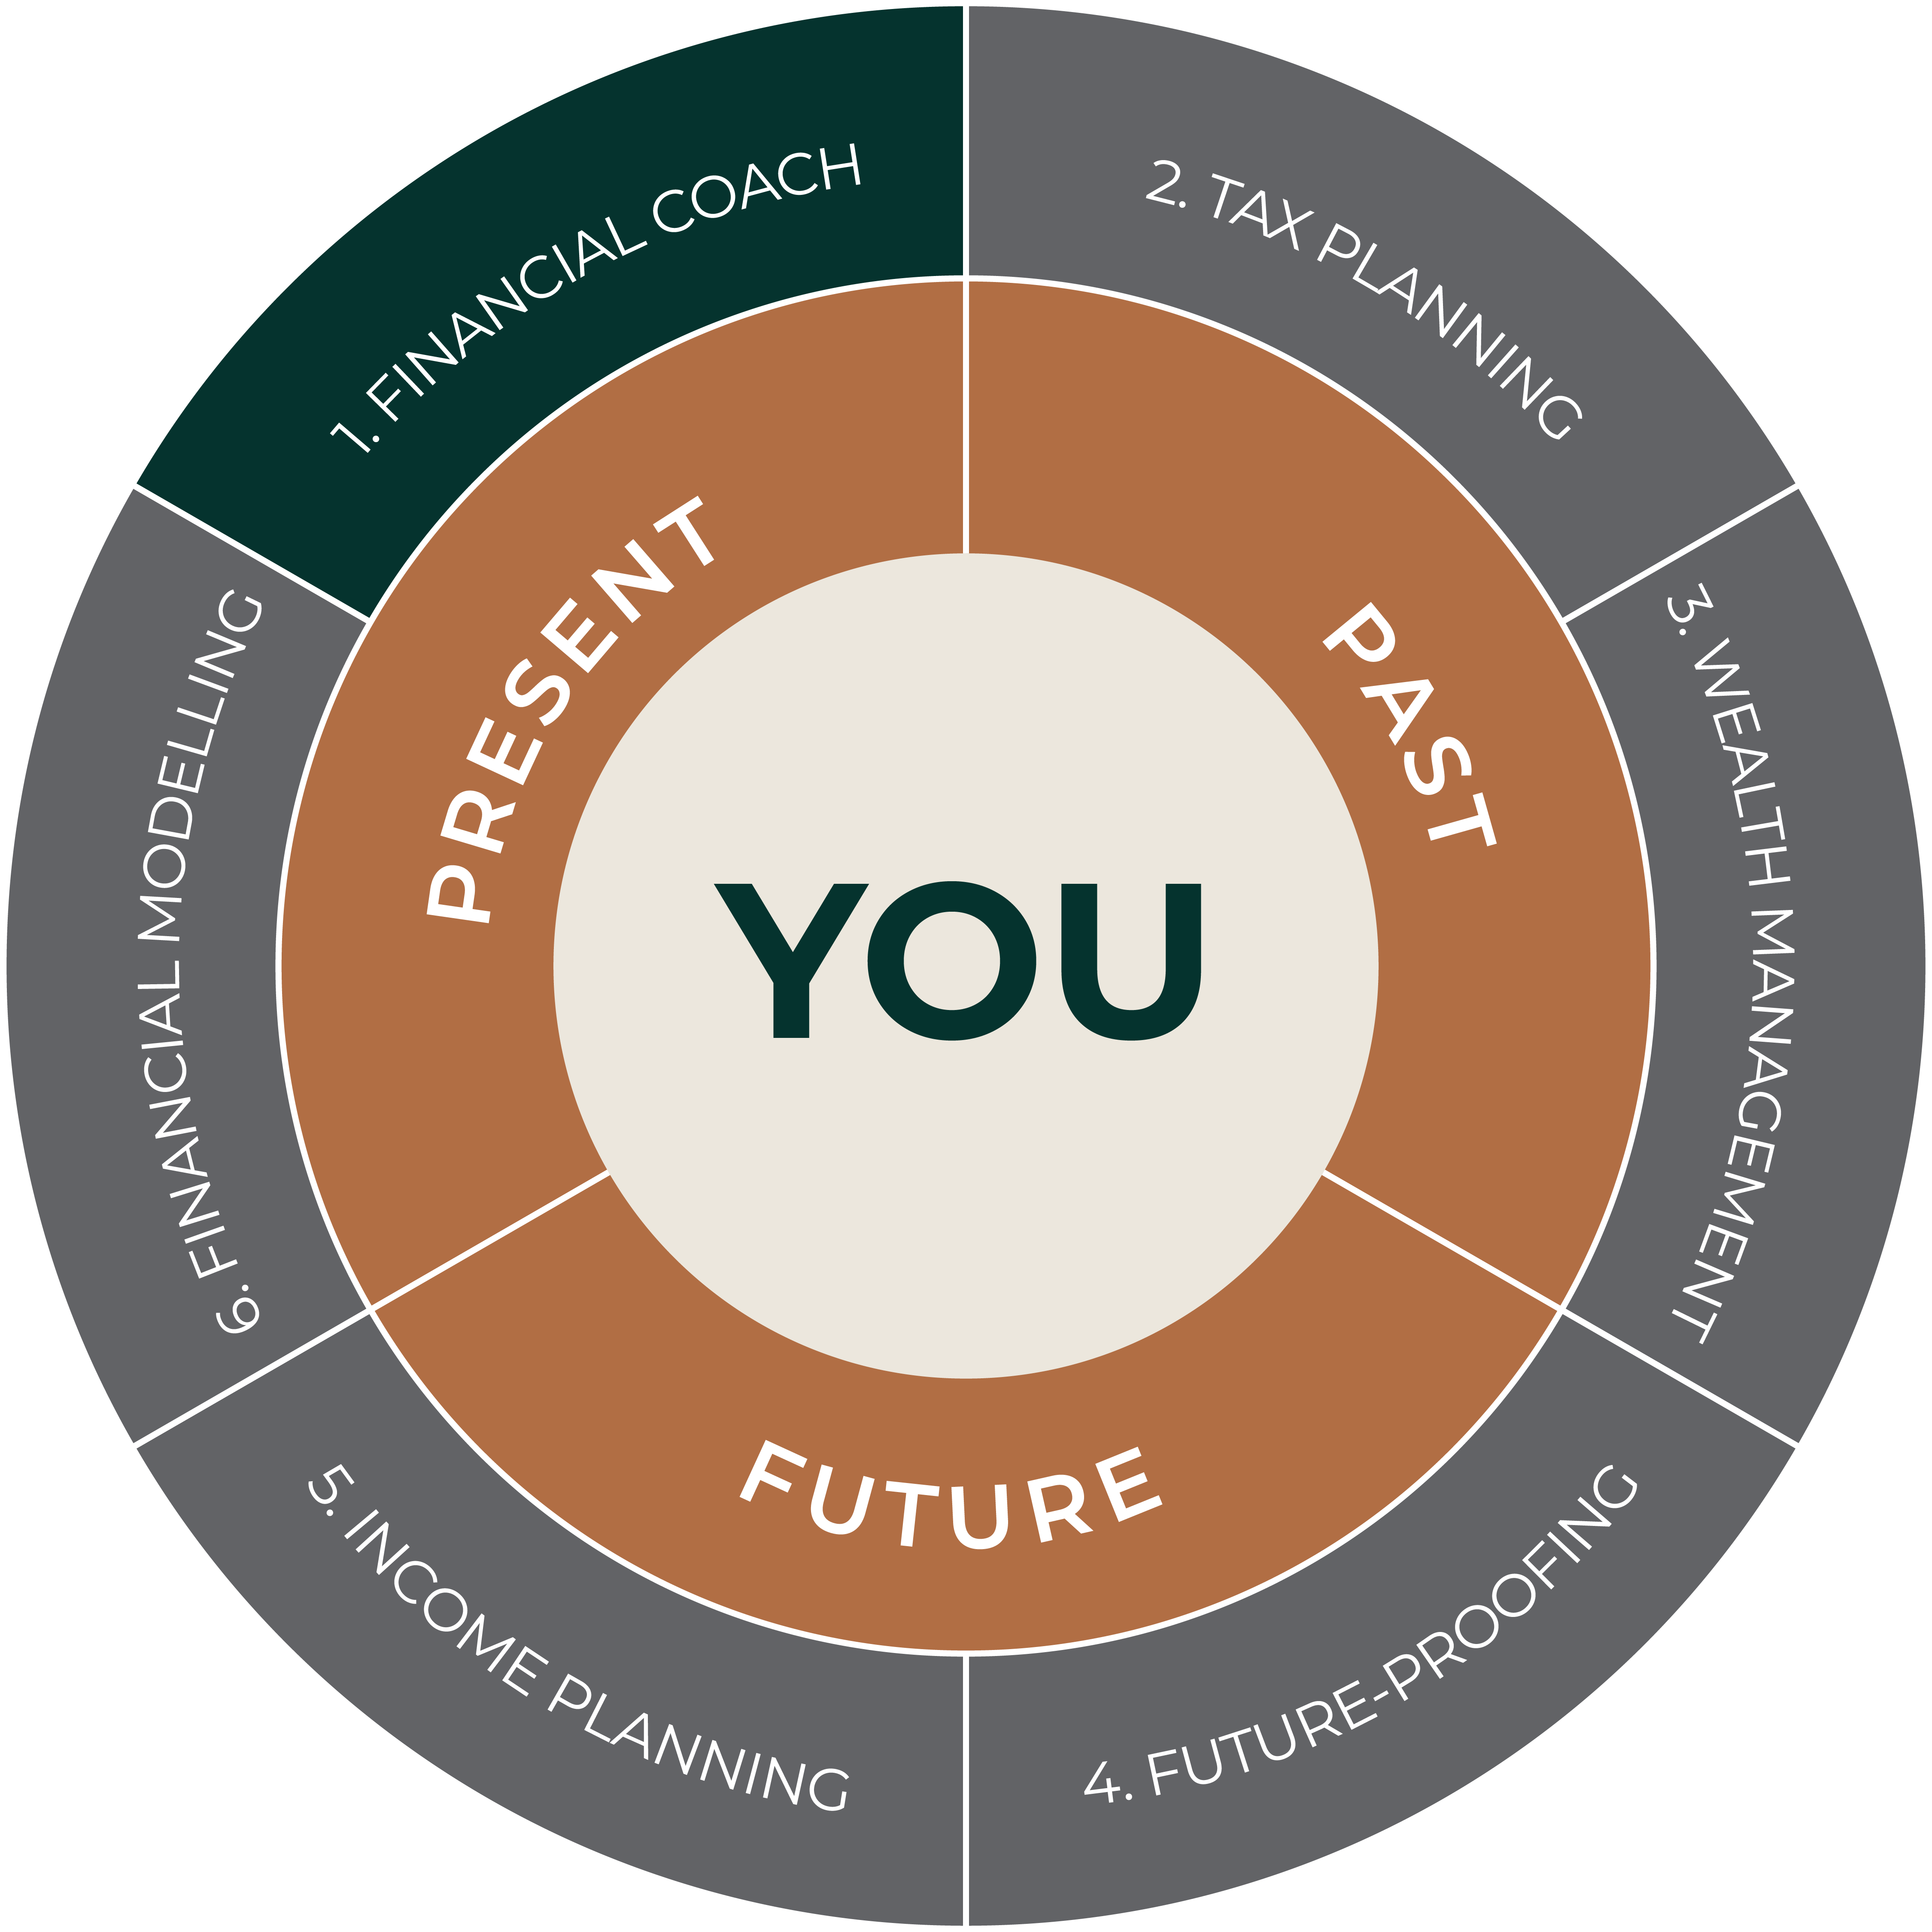 1. FINANCIAL COACH
2. TAX PLANNING
3. WEALTH MANAGEMENT
4. FUTURE-PROOFING
5. INCOME PLANNING
6. FINANCIAL MODELLING
PRESENT
PAST
FUTURE
YOU